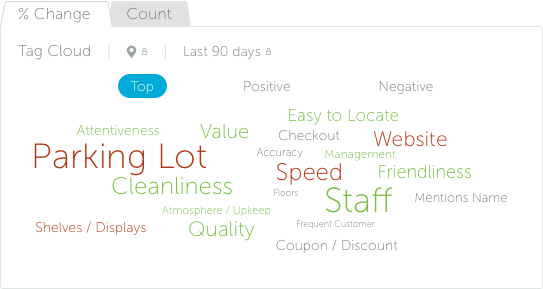 % Change
Count
Tag Cloud
Last 90 days
Top
Positive
Negative
Easy to Locate
Attentiveness
Value
Checkout
Website
Parking Lot
Accuracy
Management
Speed
Friendliness
Cleanliness
Floors
Staff
Mentions Name
Atmosphere / Upkeep
Shelves / Displays
Quality
Frequent Customer
Coupon / Discount